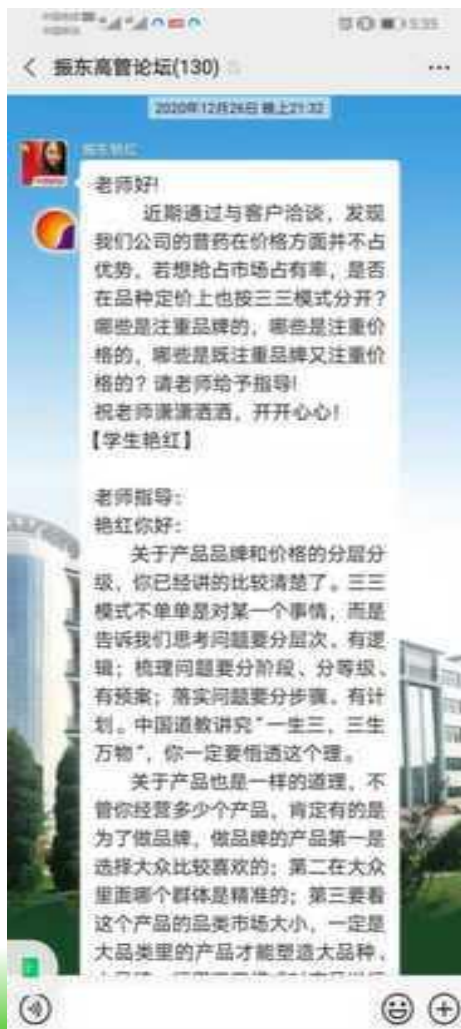 5:35
振东高管论坛(130)
2020年12月26日 晚上21:32
振东艳红
老师好!
近期通过与客户洽谈，发现
我们公司的普药在价格方面并不占
优势，若想抢占市场占有率，是否
在品种定价上也按三三模式分开？
哪些是注重品牌的，哪些是注重价
格的，哪些是既注重品牌又注重价
格的？请老师给予指导!
祝老师潇潇洒洒，开开心心!
【学生艳红】
老师指导：
艳红你好：
关于产品品牌和价格的分层分
级，你已经讲的比较清楚了。三三
模式不单单是对某一个事情，而是
告诉我们思考问题要分层次、有逻
辑；梳理问题要分阶段、分等级、
有预案；落实问题要分步骤、有计
划。中国道教讲究“一生三，三生
万物”，你一定要悟透这个理。
关于产品也是一样的道理，不
管你经营多少个产品，肯定有的是
为了做品牌，做品牌的产品第一是
选择大众比较喜欢的；第二在大众
里面哪个群体是精准的；第三要看
这个产品的品类市场大小，一定是
大品类里的产品才能塑造大品种、